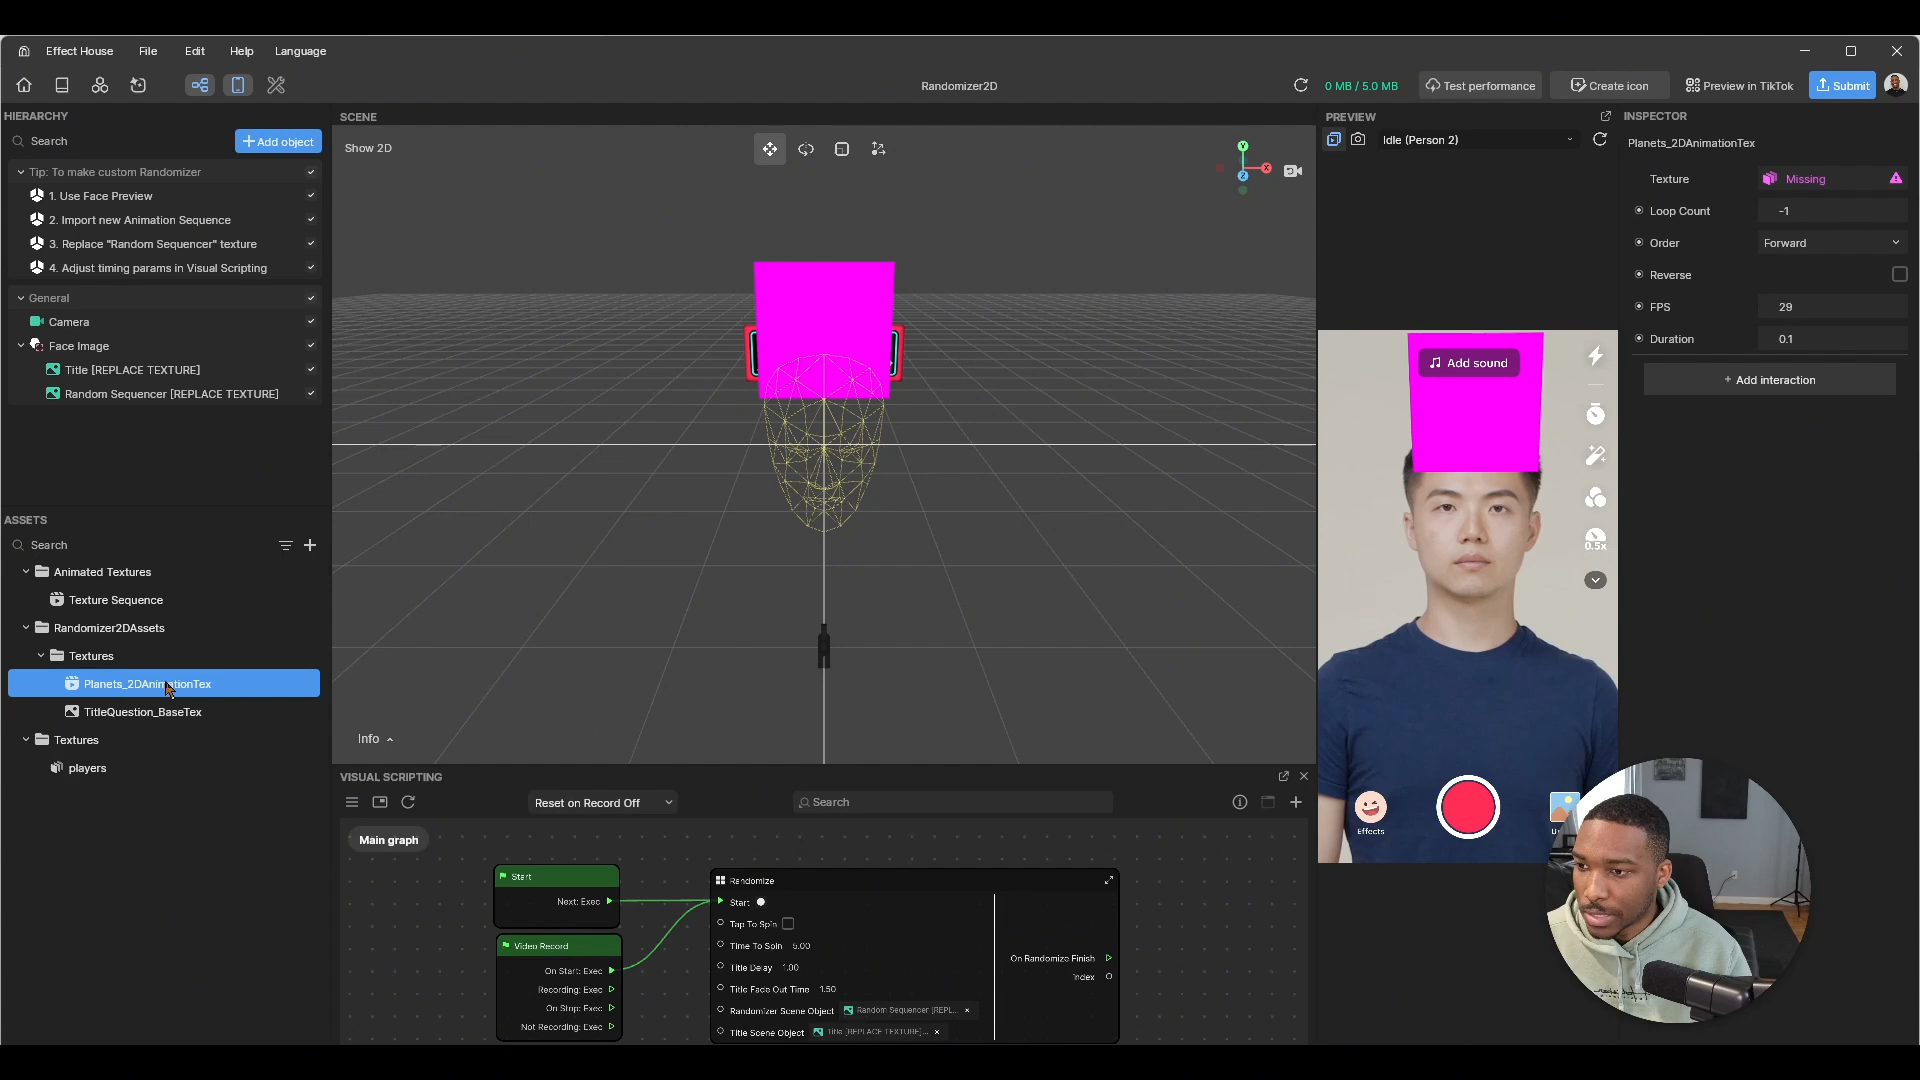 Effect House
File
Edit
Help
Language
Randomizer2D
0 MB / 5.0 MB
Test performance
Create icon
Preview in TikTok
Submit
HIERARCHY
Search
Add object
Tip: To make custom Randomizer
1. Use Face Preview
2. Import new Animation Sequence
3. Replace "Random Sequencer" texture
4. Adjust timing params in Visual Scripting
General
Camera
Face Image
Title [REPLACE TEXTURE]
Random Sequencer [REPLACE TEXTURE]
ASSETS
Search
Animated Textures
Texture Sequence
Randomizer2DAssets
Textures
Planets_2DAnimationTex
TitleQuestion_BaseTex
Textures
players
SCENE
Show 2D
Y
X
Z
Info
VISUAL SCRIPTING
Reset on Record Off
Search
Main graph
Start
Next: Exec
Video Record
On Start: Exec
Recording: Exec
On Stop: Exec
Not Recording: Exec
Randomize
Start
Tap To Spin
Time To Spin 5.00
Title Delay 1.00
Title Fade Out Time 1.50
Randomizer Scene Object Random Sequencer [REPL...
Title Scene Object Title [REPLACE TEXTURE]...
On Randomize Finish
Index
PREVIEW
Idle (Person 2)
Add sound
0.5x
Effects
INSPECTOR
Planets_2DAnimationTex
Texture Missing
Loop Count -1
Order Forward
Reverse
FPS 29
Duration 0.1
+ Add interaction